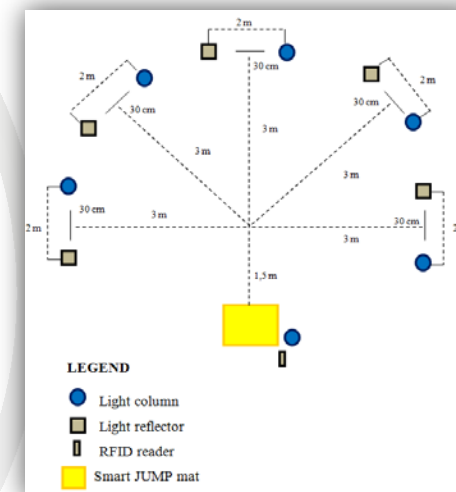 2 m
30 cm
2 m
30 cm
2 m
30 cm
3 m
3 m
3 m
30 cm
2 m
3 m
30 cm
3 m
2
1,5 m
LEGEND
Light column
Light reflector
RFID reader
Smart JUMP mat